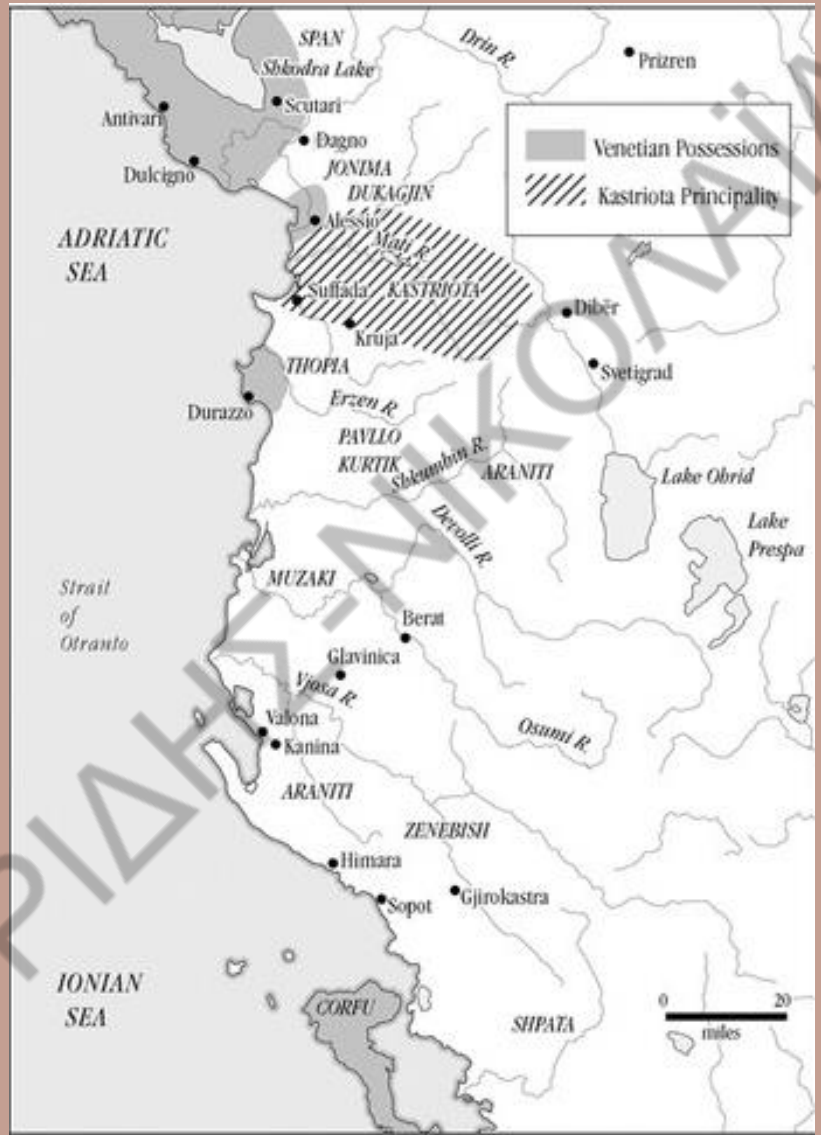 SPAN
Shkodra Lake
Drin R.
Prizren
Antivari
Scutari
Dagno
Dulcigno
JONIMA
DUKAGJIN
Venetian Possessions
Kastriota Principality
Alessio
ADRIATIC
SEA
Mati R.
Suffada
KASTRIOTA
Kruja
Dibër
Svetigrad
THOPIA
Durazzo
Erzen R.
PAVLLO
KURTIK
Shkumbin R.
ARANITI
Lake Ohrid
Lake
Prespa
Devolli R.
MUZAKI
Strait
of
Otranto
Berat
Glavinica
Vjosa R.
Valona
Kanina
Osumi R.
ARANITI
ZENEBISH
Himara
Sopot
Gjirokastra
IONIAN
SEA
CORFU
SHPATA
0 20
miles
ΡΙΔΗΣ-ΝΙΚΟΛΑΪ